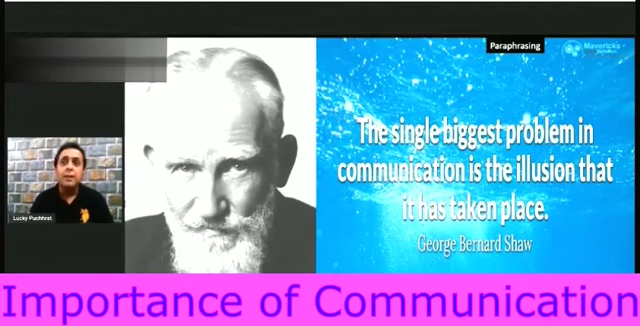 Paraphrasing
Mavericks
The single biggest problem in
communication is the illusion that
it has taken place.
George Bernard Shaw
Lucky Puchhrat
Importance of Communication